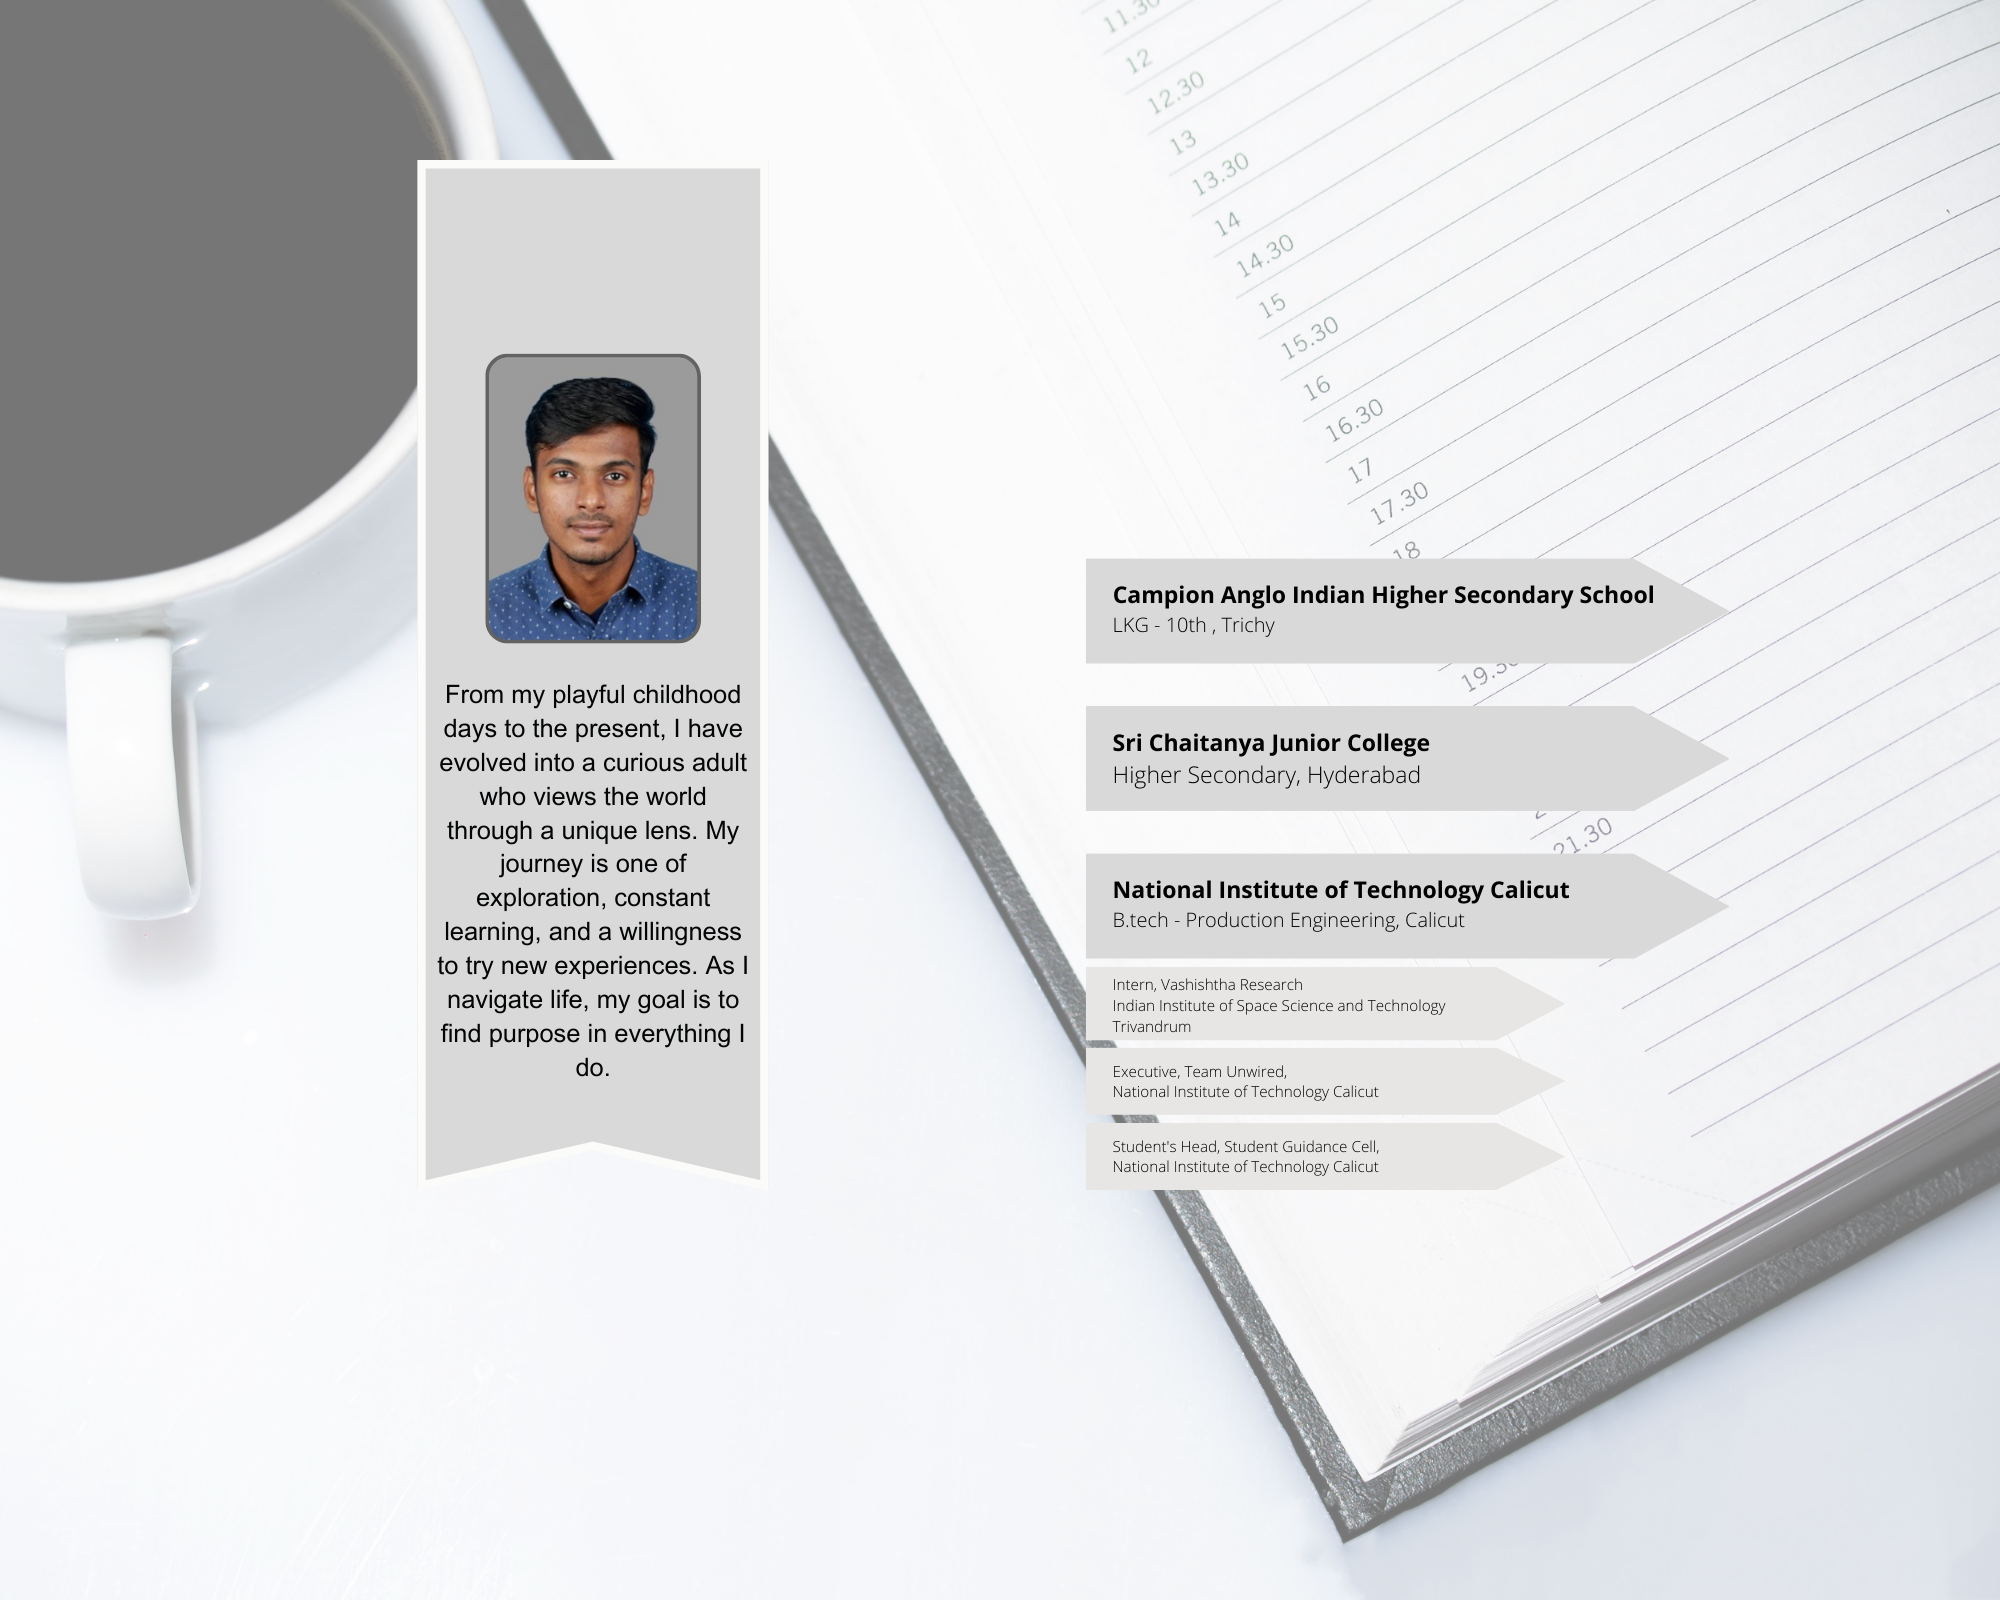 11.30
12
12.30
13
13.30
14
14.30
15
15.30
16
16.30
17
17.30
18
19.30
21.30
From my playful childhood
days to the present, I have
evolved into a curious adult
who views the world
through a unique lens. My
journey is one of
exploration, constant
learning, and a willingness
to try new experiences. As I
navigate life, my goal is to
find purpose in everything I
do.
Campion Anglo Indian Higher Secondary School
LKG - 10th , Trichy
Sri Chaitanya Junior College
Higher Secondary, Hyderabad
National Institute of Technology Calicut
B.tech - Production Engineering, Calicut
Intern, Vashishtha Research
Indian Institute of Space Science and Technology
Trivandrum
Executive, Team Unwired,
National Institute of Technology Calicut
Student's Head, Student Guidance Cell,
National Institute of Technology Calicut